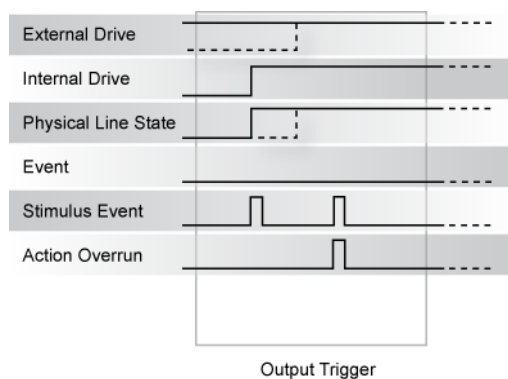 External Drive
Internal Drive
Physical Line State
Event
Stimulus Event
Action Overrun
Output Trigger